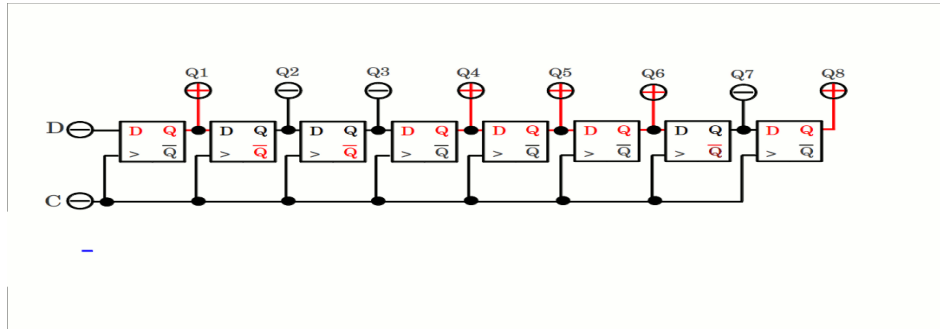 Q1 Q2 Q3 Q4 Q5 Q6 Q7 Q8
D D Q D Q D Q D Q D Q D Q D Q D Q
> Q̅ > Q̅ > Q̅ > Q̅ > Q̅ > Q̅ > Q̅ > Q̅
C